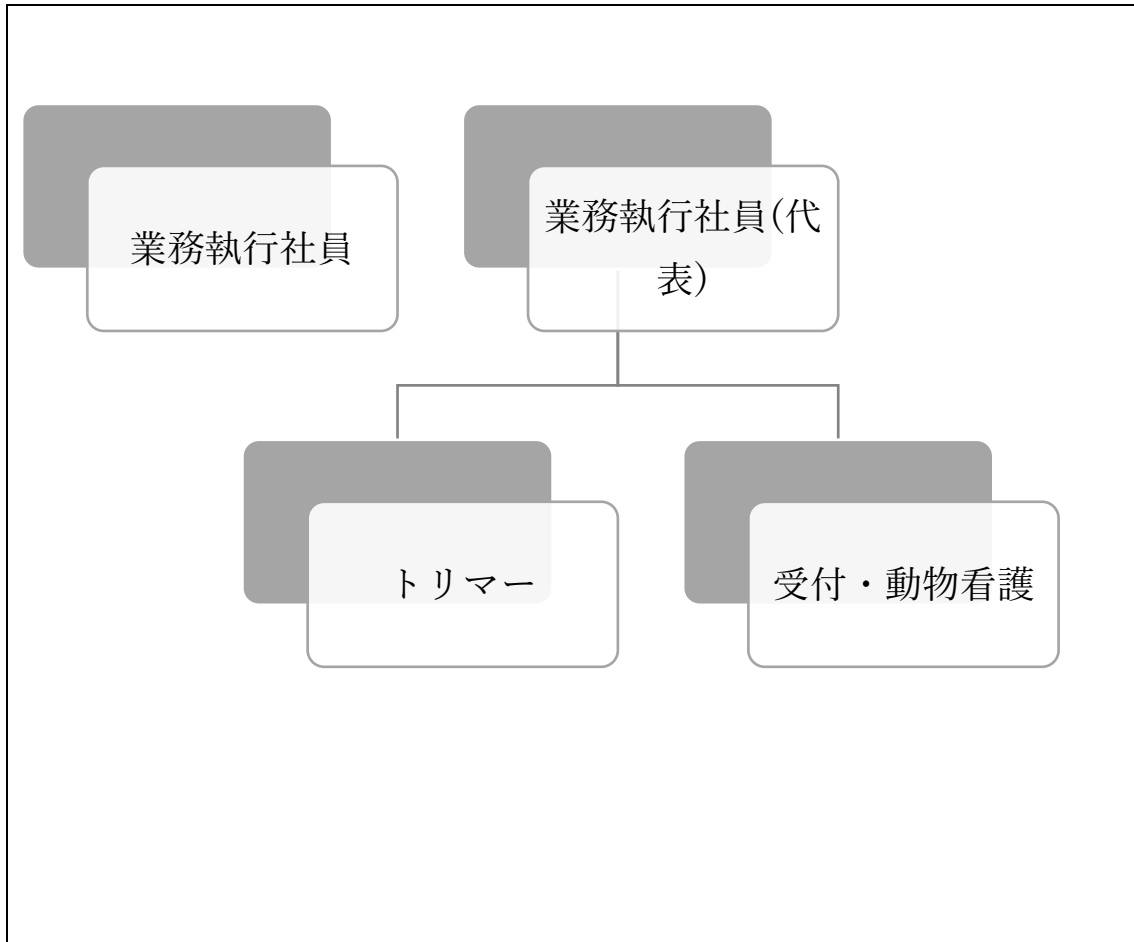 業務執行社員
業務執行社員(代
表)
トリマー
受付・動物看護